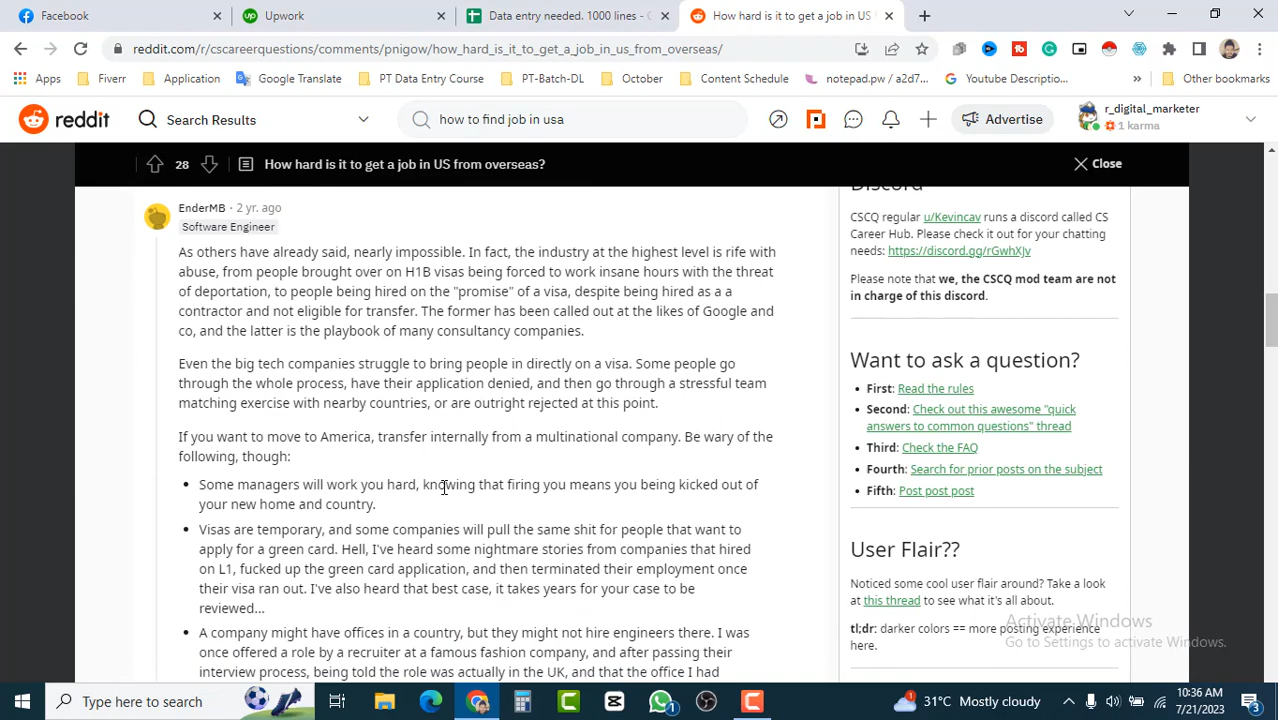 Facebook
Upwork
Data entry needed. 1000 lines - G
How hard is it to get a job in US f
reddit.com/r/cscareerquestions/comments/pnigow/how_hard_is_it_to_get_a_job_in_us_from_overseas/
Apps
Fiverr
Application
Google Translate
PT Data Entry Course
PT-Batch-DL
October
Content Schedule
notepad.pw / a2d7...
Youtube Descriptio...
Other bookmarks
reddit
Search Results
how to find job in usa
Advertise
r_digital_marketer
1 karma
28
How hard is it to get a job in US from overseas?
Close
EnderMB · 2 yr. ago
Software Engineer
As others have already said, nearly impossible. In fact, the industry at the highest level is rife with
abuse, from people brought over on H1B visas being forced to work insane hours with the threat
of deportation, to people being hired on the "promise" of a visa, despite being hired as a a
contractor and not eligible for transfer. The former has been called out at the likes of Google and
co, and the latter is the playbook of many consultancy companies.
Even the big tech companies struggle to bring people in directly on a visa. Some people go
through the whole process, have their application denied, and then go through a stressful team
matching exercise with nearby countries, or are outright rejected at this point.
If you want to move to America, transfer internally from a multinational company. Be wary of the
following, though:
Some managers will work you hard, knowing that firing you means you being kicked out of
your new home and country.
Visas are temporary, and some companies will pull the same shit for people that want to
apply for a green card. Hell, I've heard some nightmare stories from companies that hired
on L1, fucked up the green card application, and then terminated their employment once
their visa ran out. I've also heard that best case, it takes years for your case to be
reviewed...
A company might have offices in a country, but they might not hire engineers there. I was
once offered a role by a recruiter at a famous fashion company, and after passing their
interview process, being told the role was actually in the UK, and that the office I had
Discord
CSCQ regular u/Kevincav runs a discord called CS
Career Hub. Please check it out for your chatting
needs: https://discord.gg/rGwhXJv
Please note that we, the CSCQ mod team are not
in charge of this discord.
Want to ask a question?
First: Read the rules
Second: Check out this awesome "quick
answers to common questions" thread
Third: Check the FAQ
Fourth: Search for prior posts on the subject
Fifth: Post post post
User Flair??
Noticed some cool user flair around? Take a look
at this thread to see what it's all about.
tl;dr: darker colors == more posting experience
here.
Activate Windows
Go to Settings to activate Windows.
Type here to search
1
1
31°C Mostly cloudy
10:36 AM
7/21/2023
3